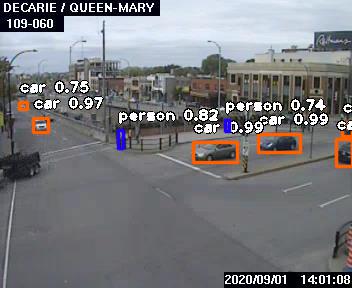 DECARIE / QUEEN-MARY
109-060
car 0.75
car 0.97
person 0.82
person 0.74
car 0.99
car 0.99
ca
c
2020/09/01 14:01:08